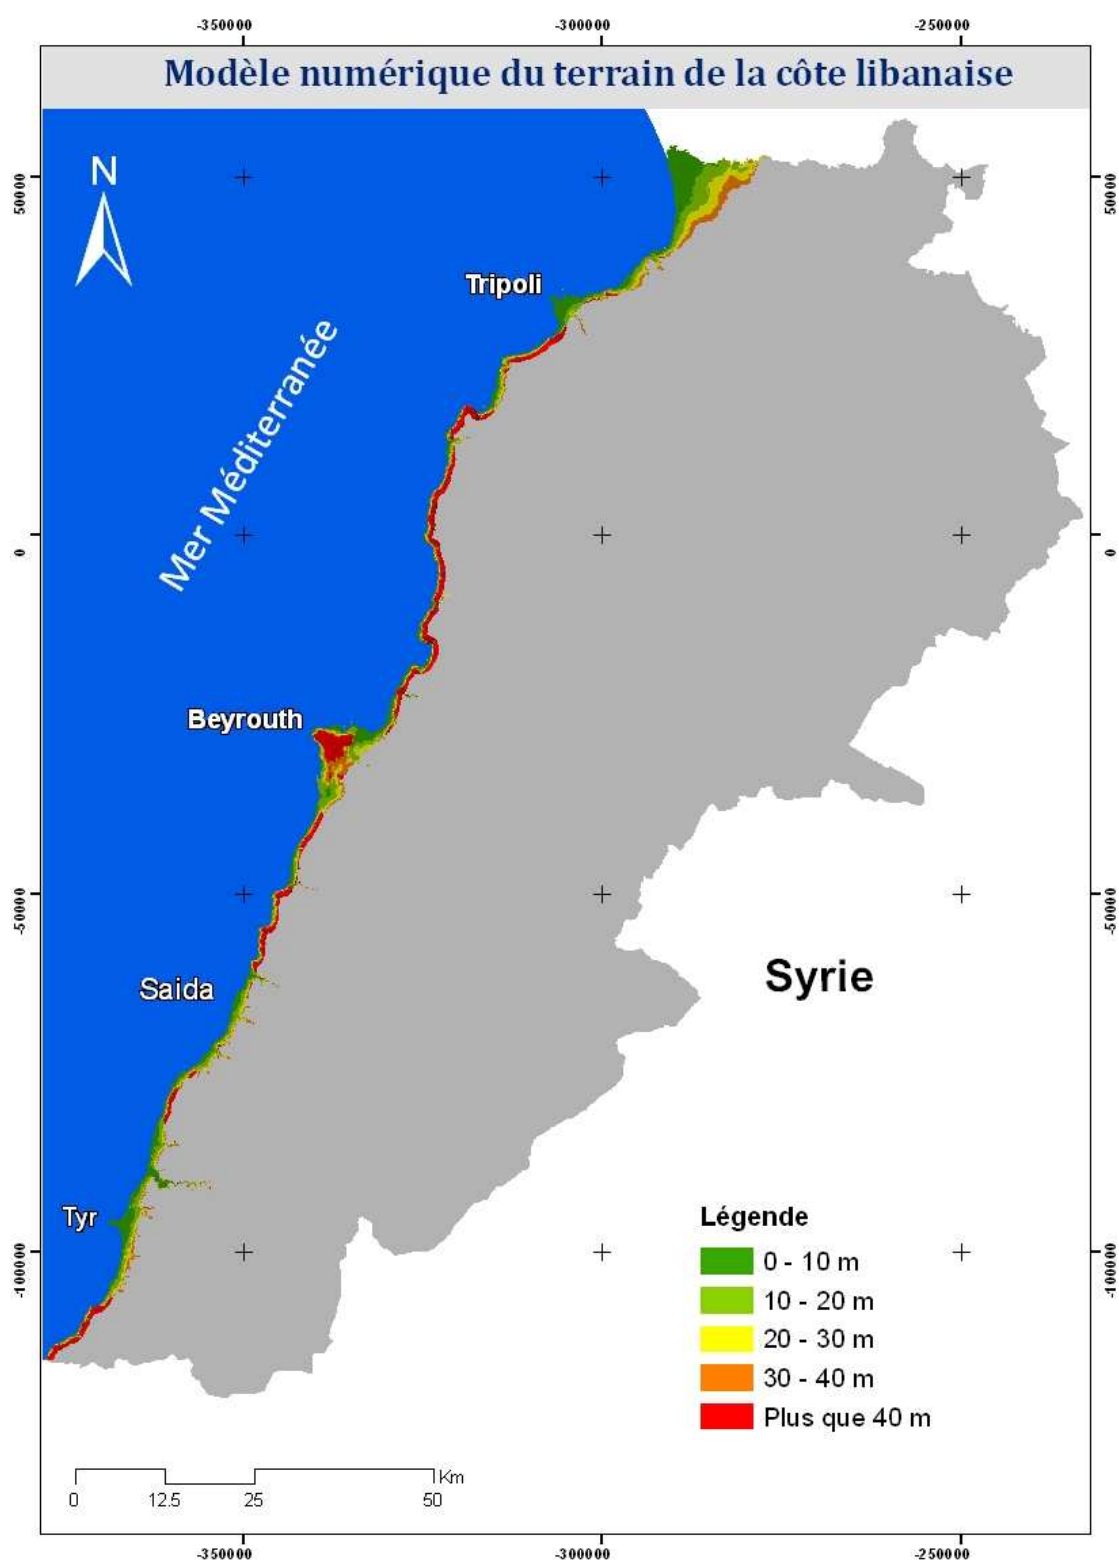 -350000 -300000 -250000
Modèle numérique du terrain de la côte libanaise
N
50000 50000
Tripoli
Mer Méditerranée
0 0
Beyrouth
-50000 -50000
Syrie
Saida
Tyr
Légende
0 - 10 m
-100000 -100000
10 - 20 m
20 - 30 m
30 - 40 m
Plus que 40 m
Km
0 12.5 25 50
-350000 -300000 -250000